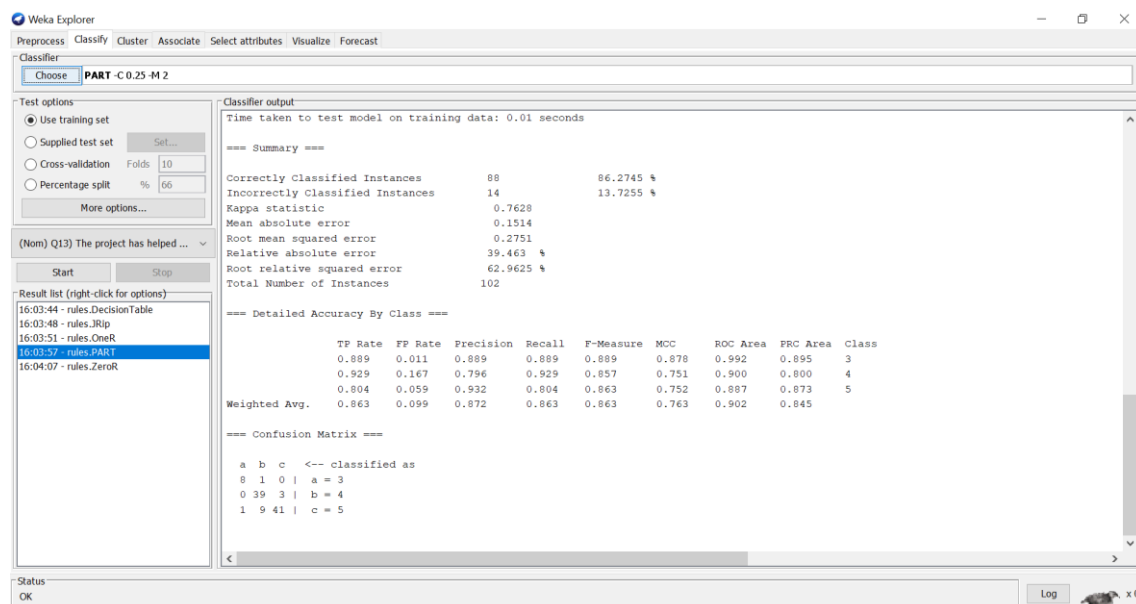 Weka Explorer
Preprocess Classify Cluster Associate Select attributes Visualize Forecast
Classifier
Choose PART -C 0.25 -M 2
Test options
Use training set
Supplied test set Set...
Cross-validation Folds 10
Percentage split % 66
More options...
(Nom) Q13) The project has helped ...
Start Stop
Result list (right-click for options)
16:03:44 - rules.DecisionTable
16:03:48 - rules.JRip
16:03:51 - rules.OneR
16:03:57 - rules.PART
16:04:07 - rules.ZeroR
Classifier output
Time taken to test model on training data: 0.01 seconds
=== Summary ===
Correctly Classified Instances 88 86.2745 %
Incorrectly Classified Instances 14 13.7255 %
Kappa statistic 0.7628
Mean absolute error 0.1514
Root mean squared error 0.2751
Relative absolute error 39.463 %
Root relative squared error 62.9625 %
Total Number of Instances 102
=== Detailed Accuracy By Class ===
TP Rate FP Rate Precision Recall F-Measure MCC ROC Area PRC Area Class
0.889 0.011 0.889 0.889 0.889 0.878 0.992 0.895 3
0.929 0.167 0.796 0.929 0.857 0.751 0.900 0.800 4
0.804 0.059 0.932 0.804 0.863 0.752 0.887 0.873 5
Weighted Avg. 0.863 0.099 0.872 0.863 0.863 0.763 0.902 0.845
=== Confusion Matrix ===
a b c <-- classified as
8 1 0 | a = 3
0 39 3 | b = 4
1 9 41 | c = 5
Status
OK
Log